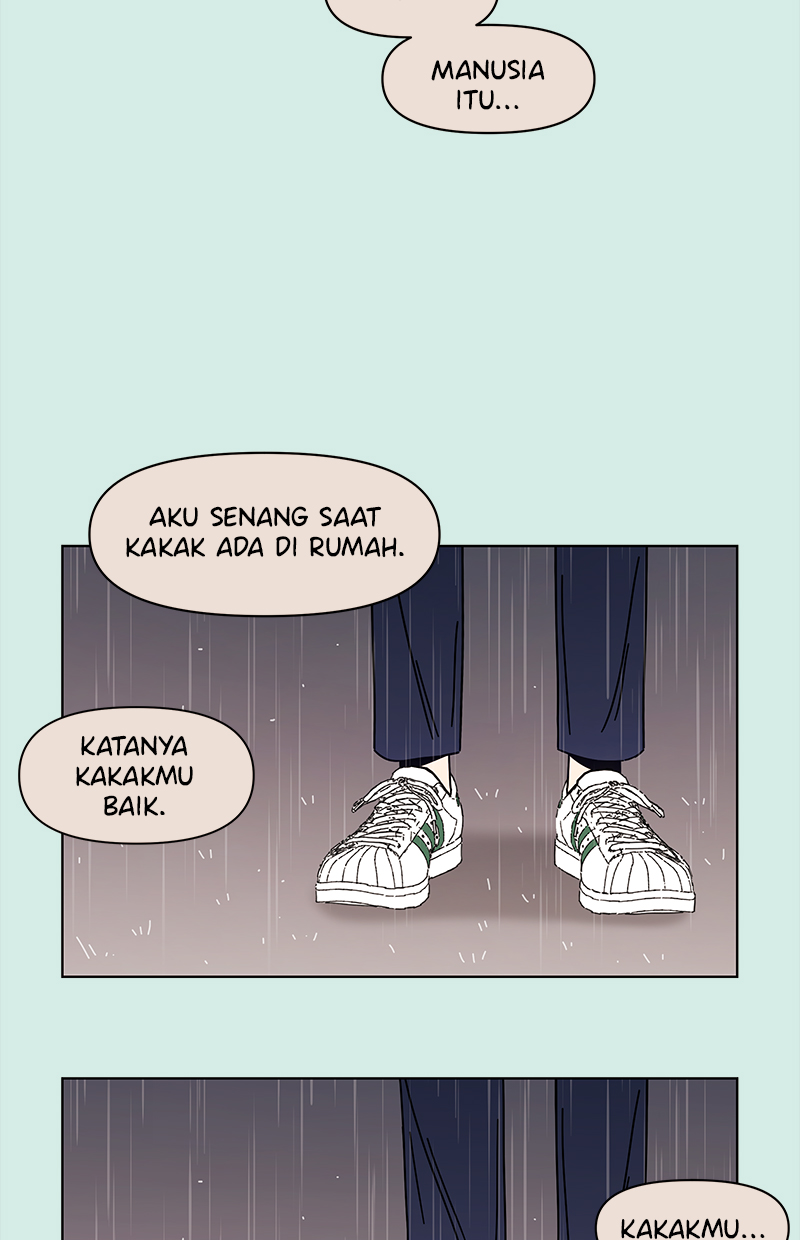 MANUSIA
ITU...
AKU SENANG SAAT
KAKAK ADA DI RUMAH.
KATANYA
KAKAKMU
BAIK.
KAKAKMU...